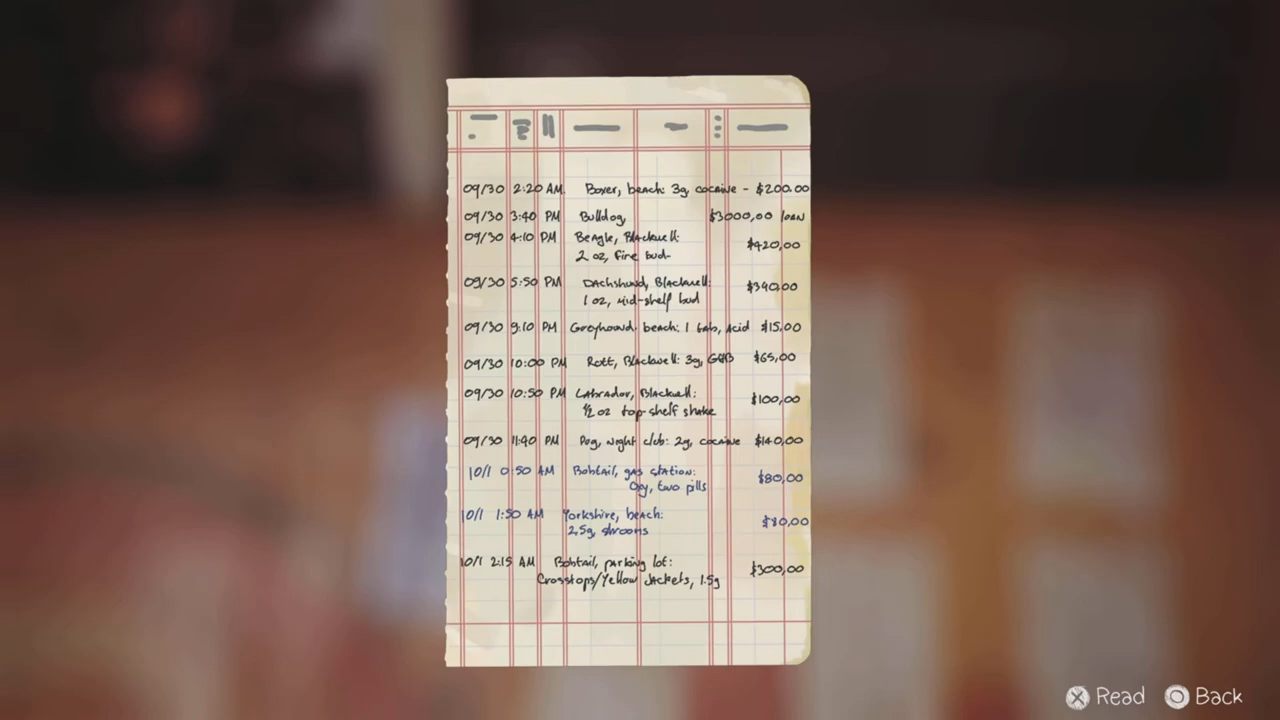 09/30 2:20 AM Boxer, beach: 3g, cocaine - $200.00
09/30 3:40 PM Bulldog, $3000,00 loan
09/30 4:10 PM Beagle, Blackwell: $420,00
2 oz, fire bud
09/30 5:50 PM Dachshund, Blackwell: $340,00
1 oz, mid-shelf bud
09/30 9:10 PM Greyhound beach: 1 tab, acid $15.00
09/30 10:00 PM Rott, Blackwell: 3g, GHB $65,00
09/30 10:50 PM Labrador, Blackwell: $100,00
½ oz top-shelf shake
09/30 11:40 PM Pog, night club: 2g, cocaine $140,00
10/1 0:50 AM Bobtail, gas station: $80,00
Oxy, two pills
10/1 1:50 AM Yorkshire, beach:
2,5g, shrooms
10/1 2:15 AM Bobtail, parking lot: $300,00
Crosstops/Yellow Jackets, 1.5g
Read Back